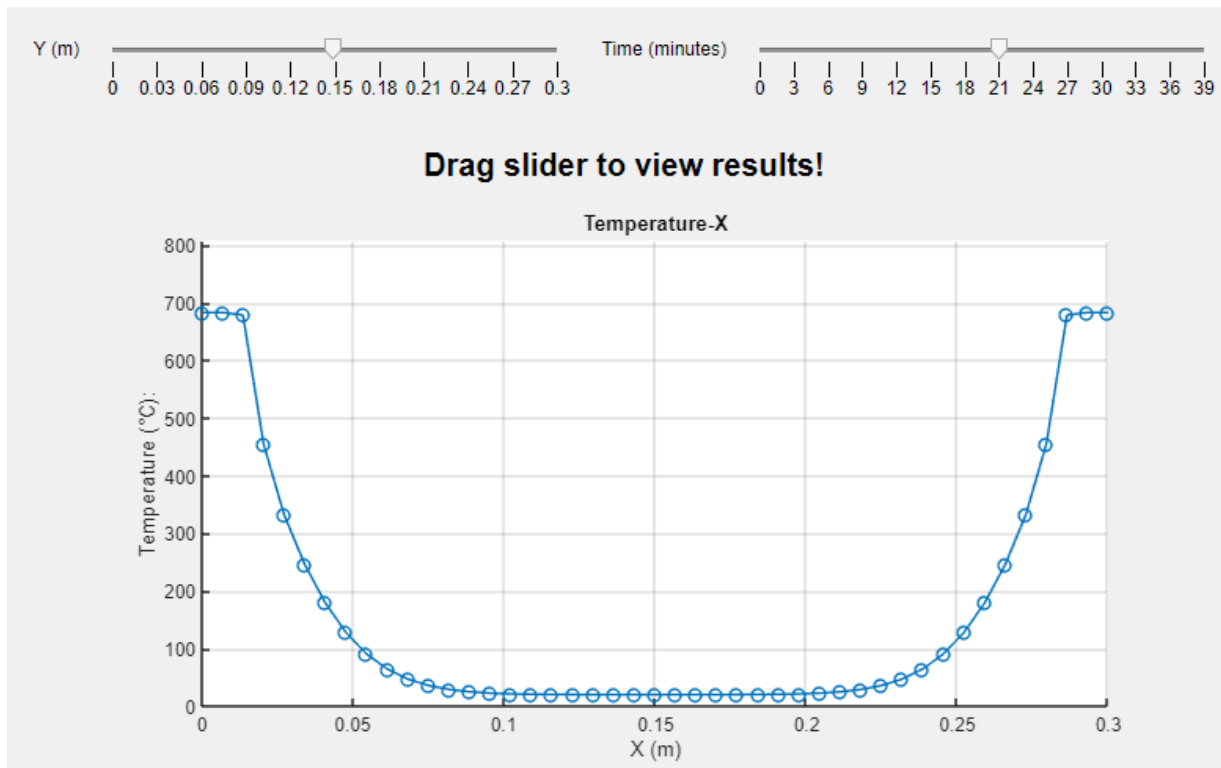 Y (m)
0 0.03 0.06 0.09 0.12 0.15 0.18 0.21 0.24 0.27 0.3
Time (minutes)
0 3 6 9 12 15 18 21 24 27 30 33 36 39
Drag slider to view results!
Temperature-X
Temperature (°C):
800
700
600
500
400
300
200
100
0
0 0.05 0.1 0.15 0.2 0.25 0.3
X (m)